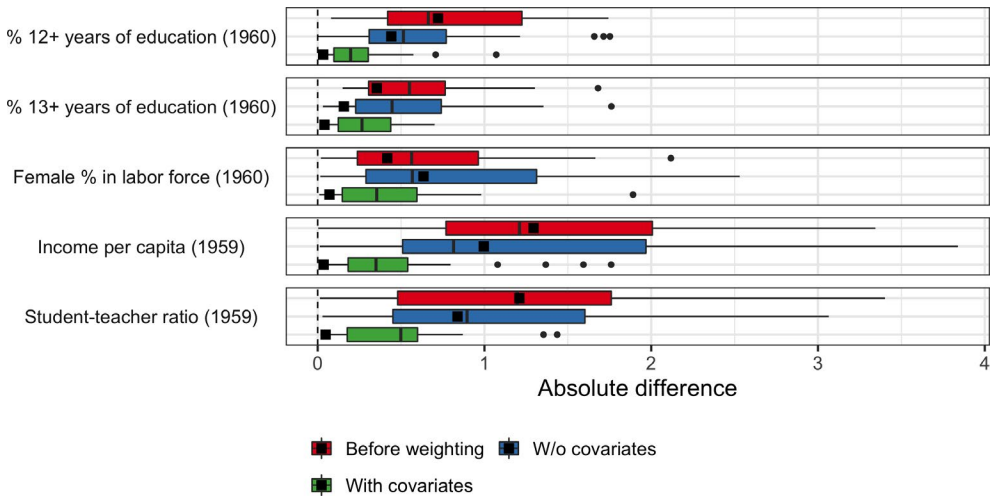 % 12+ years of education (1960)
% 13+ years of education (1960)
Female % in labor force (1960)
Income per capita (1959)
Student-teacher ratio (1959)
0 1 2 3 4
Absolute difference
Before weighting W/o covariates
With covariates